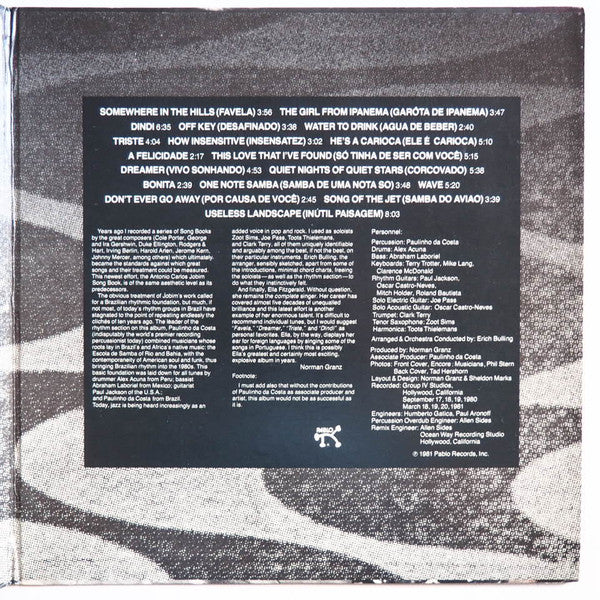 SOMEWHERE IN THE HILLS (FAVELA) 3:56 THE GIRL FROM IPANEMA (GARÓTA DE IPANEMA) 3:47
DINDI 6:35 OFF KEY (DESAFINADO) 3:38 WATER TO DRINK (AGUA DE BEBER) 2:40
TRISTE 4:04 HOW INSENSITIVE (INSENSATEZ) 3:02 HE'S A CARIOCA (ELE É CARIOCA) 5:15
A FELICIDADE 2:17 THIS LOVE THAT I'VE FOUND (SÓ TINHA DE SER COM VOCÊ) 5:15
DREAMER (VIVO SONHANDO) 4:56 QUIET NIGHTS OF QUIET STARS (CORCOVADO) 5:38
BONITA 2:39 ONE NOTE SAMBA (SAMBA DE UMA NOTA SO) 3:48 WAVE 5:20
DON'T EVER GO AWAY (POR CAUSA DE VOCÊ) 2:45 SONG OF THE JET (SAMBA DO AVIAO) 3:39
USELESS LANDSCAPE (INÚTIL PAISAGEM) 8:03
Years ago I recorded a series of Song Books
by the great composers (Cole Porter, George
and Ira Gershwin, Duke Ellington, Rodgers &
Hart, Irving Berlin, Harold Arlen, Jerome Kern,
Johnny Mercer, among others) which ultimately
became the standards against which great
songs and their treatment could be measured.
This newest effort, the Antonio Carlos Jobim
Song Book, is of the same aesthetic level as its
predecessors.
The obvious treatment of Jobim's work called
for a Brazilian rhythmic foundation, but much, if
not most, of today's rhythm groups in Brazil have
stagnated to the point of repeating endlessly the
clichés of ten years ago. The leader of the
rhythm section on this album, Paulinho da Costa
(indisputably the world's premier recording
percussionist today) combined musicians whose
roots lay in Brazil's and Africa's native music: the
Escola de Samba of Rio and Bahia, with the
contemporaneity of American soul and funk, thus
bringing Brazilian rhythm into the 1980s. This
basic foundation was laid down for all tunes by
drummer Alex Acuna from Peru; bassist
Abraham Laboriel from Mexico; guitarist
Paul Jackson of the U.S.A.;
and Paulinho da Costa from Brazil.
Today, jazz is being heard increasingly as an
added voice in pop and rock. I used as soloists
Zoot Sims, Joe Pass, Toots Thielemans,
and Clark Terry, all of them uniquely identifiable
and arguably among the best, if not the best, on
their particular instruments. Erich Bulling, the
arranger, sensibly sketched, apart from some of
the introductions, minimal chord charts, freeing
the soloists—as well as the rhythm section—to
do what they instinctively felt.
And finally, Ella Fitzgerald. Without question,
she remains the complete singer. Her career has
covered almost five decades of unequalled
brilliance and this latest effort is another
example of her enormous talent. It's difficult to
recommend individual tunes, but I would suggest
"Favela," "Dreamer," "Triste," and "Dindi" as
personal favorites. Ella, by the way, displays her
ear for foreign languages by singing some of the
songs in Portuguese. I think this is possibly
Ella's greatest and certainly most exciting,
explosive album in years.
Norman Granz
Footnote:
I must add also that without the contributions
of Paulinho da Costa as associate producer and
artist, this album would not be as successful as
it is.
PABLO
Personnel:
Percussion: Paulinho da Costa
Drums: Alex Acuna
Bass: Abraham Laboriel
Keyboards: Terry Trotter, Mike Lang,
Clarence McDonald
Rhythm Guitars: Paul Jackson,
Oscar Castro-Neves
Mitch Holder, Roland Bautista
Solo Electric Guitar: Joe Pass
Solo Acoustic Guitar: Oscar Castro-Neves
Trumpet: Clark Terry
Tenor Saxophone: Zoot Sims
Harmonica: Toots Thielemans
Arranged & Orchestra Conducted by: Erich Bulling
Produced by: Norman Granz
Associate Producer: Paulinho da Costa
Photos: Front Cover, Encore: Musiciane, Phil Stern
Back Cover, Tad Hershorn
Layout & Design: Norman Granz & Sheldon Marks
Recorded: Group IV Studios,
Hollywood, California
September 17, 18, 19, 1980
March 18, 19, 20, 1981
Engineers: Humberto Gatica, Paul Aronoff
Percussion Overdub Engineer: Allen Sides
Remix Engineer: Allen Sides
Ocean Way Recording Studio
Hollywood, California
℗ 1981 Pablo Records, Inc.